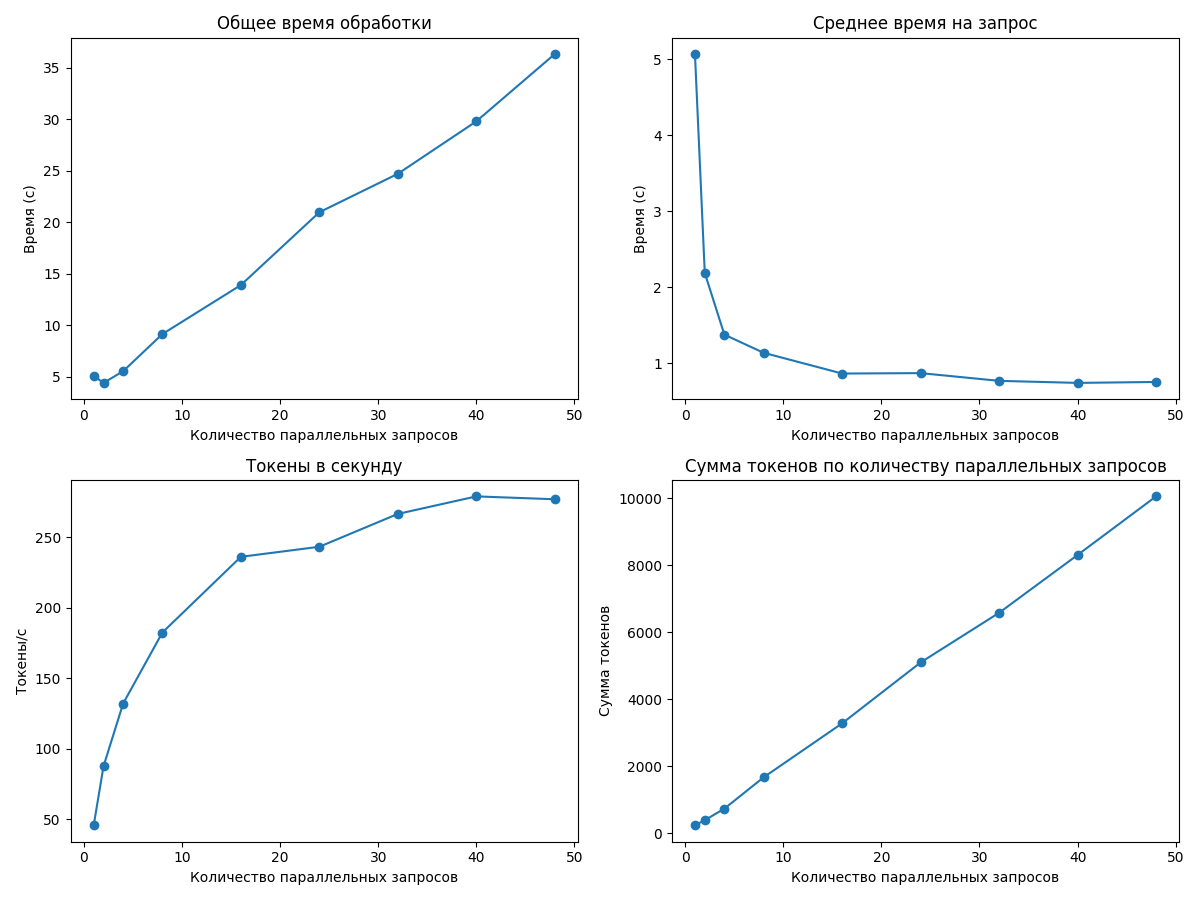 Общее время обработки
Время (с)
35
30
25
20
15
10
5
0 10 20 30 40 50
Количество параллельных запросов
Среднее время на запрос
Время (с)
5
4
3
2
1
0 10 20 30 40 50
Количество параллельных запросов
Токены в секунду
Токены/с
250
200
150
100
50
0 10 20 30 40 50
Количество параллельных запросов
Сумма токенов по количеству параллельных запросов
Сумма токенов
10000
8000
6000
4000
2000
0
0 10 20 30 40 50
Количество параллельных запросов